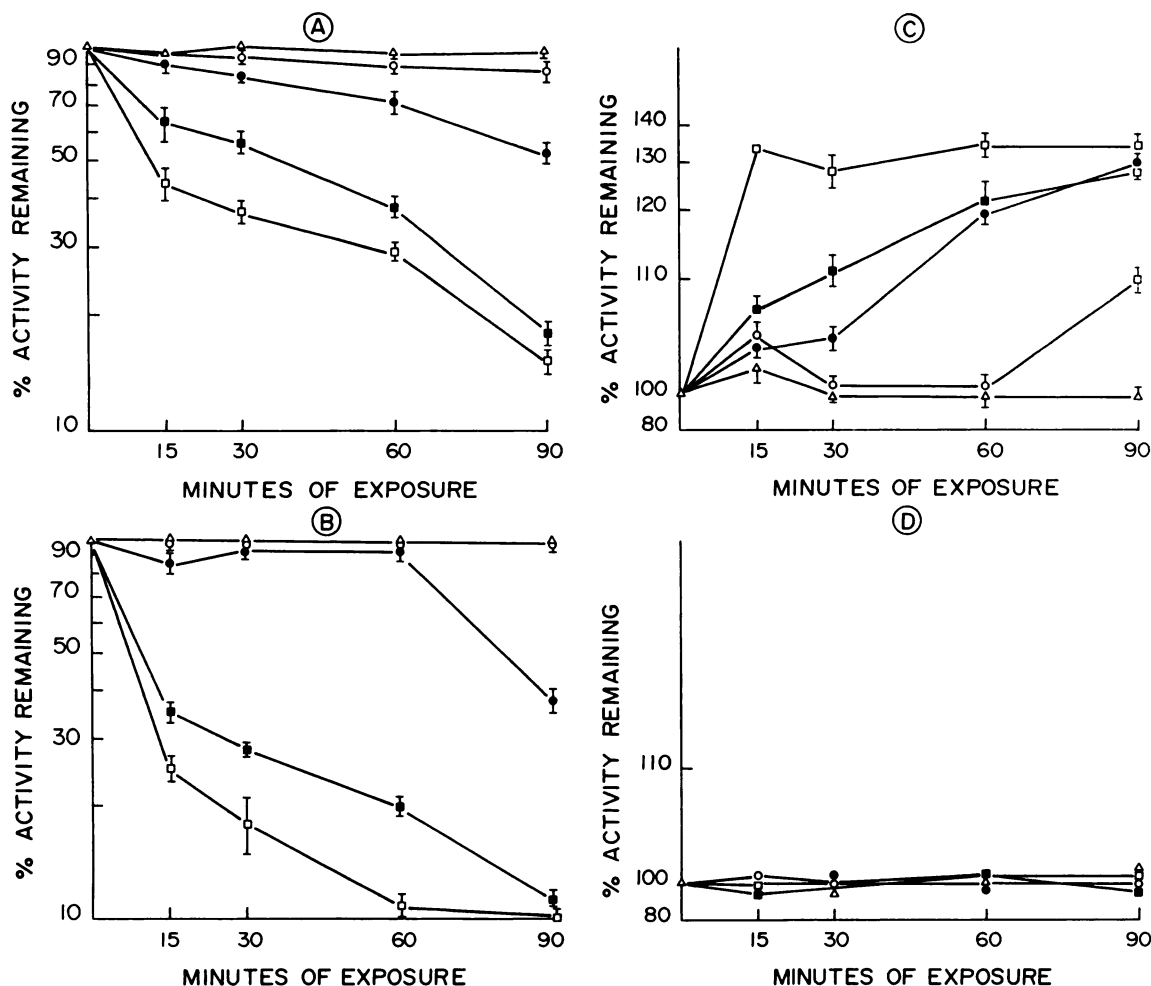 A
% ACTIVITY REMAINING
90
70
50
30
10
15 30 60 90
MINUTES OF EXPOSURE
C
% ACTIVITY REMAINING
140
130
120
110
100
80
15 30 60 90
MINUTES OF EXPOSURE
B
% ACTIVITY REMAINING
90
70
50
30
10
15 30 60 90
MINUTES OF EXPOSURE
D
% ACTIVITY REMAINING
110
100
80
15 30 60 90
MINUTES OF EXPOSURE